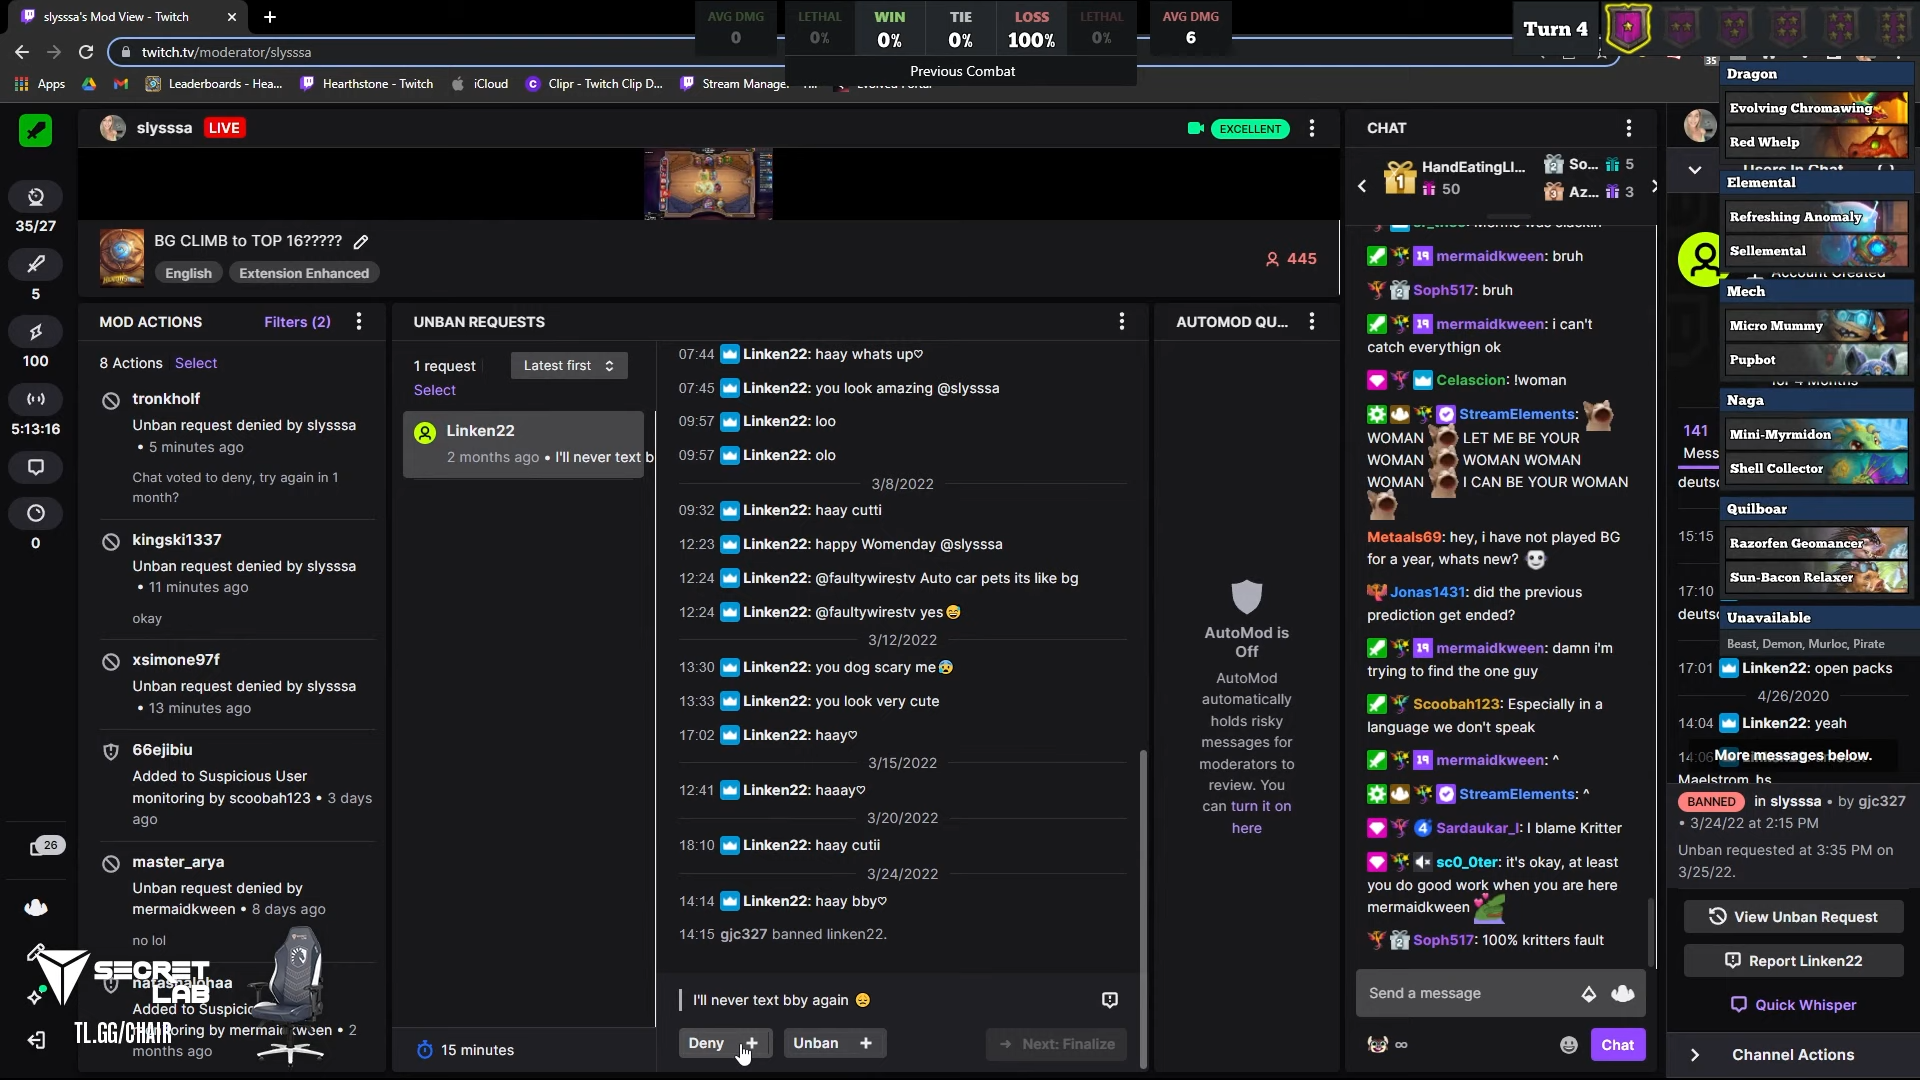 slysssa's Mod View - Twitch
twitch.tv/moderator/slysssa
Apps
Leaderboards - Hea...
Hearthstone - Twitch
iCloud
Clipr - Twitch Clip D...
Stream Manage
AVG DMG
0
LETHAL
0%
WIN
0%
TIE
0%
LOSS
100%
LETHAL
0%
AVG DMG
6
Previous Combat
Turn 4
slysssa
LIVE
EXCELLENT
BG CLIMB to TOP 16?????
English
Extension Enhanced
445
35/27
5
100
5:13:16
26
0
MOD ACTIONS
Filters (2)
8 Actions
Select
tronkholf
Unban request denied by slysssa
• 5 minutes ago
Chat voted to deny, try again in 1
month?
kingski1337
Unban request denied by slysssa
• 11 minutes ago
okay
xsimone97f
Unban request denied by slysssa
• 13 minutes ago
66ejibiu
Added to Suspicious User
monitoring by scoobah123 • 3 days
ago
master_arya
Unban request denied by
mermaidkween • 8 days ago
no lol
Added to Suspicio
months ago
SECRET
LAB
TL.GG/CHAIR
UNBAN REQUESTS
1 request
Latest first
Select
Linken22
2 months ago • I'll never text b
15 minutes
07:44 Linken22: haay whats up♡
07:45 Linken22: you look amazing @slysssa
09:57 Linken22: loo
09:57 Linken22: olo
3/8/2022
09:32 Linken22: haay cutti
12:23 Linken22: happy Womenday @slysssa
12:24 Linken22: @faultywirestv Auto car pets its like bg
12:24 Linken22: @faultywirestv yes😅
3/12/2022
13:30 Linken22: you dog scary me😰
13:33 Linken22: you look very cute
17:02 Linken22: haay♡
3/15/2022
12:41 Linken22: haaay♡
3/20/2022
18:10 Linken22: haay cutii
3/24/2022
14:14 Linken22: haay bby♡
14:15 gjc327 banned linken22.
I'll never text bby again 😔
Deny
Unban
Next: Finalize
AUTOMOD QU...
AutoMod is
Off
AutoMod
automatically
holds risky
messages for
moderators to
review. You
can turn it on
here
CHAT
HandEatingLl...
50
So... 5
Az... 3
mermaidkween: bruh
Soph517: bruh
mermaidkween: i can't
catch everythign ok
Celascion: !woman
StreamElements:
WOMAN LET ME BE YOUR
WOMAN WOMAN WOMAN
WOMAN I CAN BE YOUR WOMAN
Metaals69: hey, i have not played BG
for a year, whats new?
Jonas1431: did the previous
prediction get ended?
mermaidkween: damn i'm
trying to find the one guy
Scoobah123: Especially in a
language we don't speak
mermaidkween: ^
StreamElements: ^
Sardaukar_I: I blame Kritter
sc0_0ter: it's okay, at least
you do good work when you are here
mermaidkween
Soph517: 100% kritters fault
Send a message
∞
Chat
Dragon
Evolving Chromawing
Red Whelp
Elemental
Refreshing Anomaly
Sellemental
Account Created
Mech
Micro Mummy
Pupbot
for 4 Months
Naga
Mini-Myrmidon
Shell Collector
141
Mess
deutsc
Quilboar
15:15
Razorfen Geomancer
Sun-Bacon Relaxer
17:10
deutsc
Unavailable
Beast, Demon, Murloc, Pirate
17:01 Linken22: open packs
4/26/2020
14:04 Linken22: yeah
More messages below.
Maelstrom_hs
BANNED in slysssa • by gjc327
• 3/24/22 at 2:15 PM
Unban requested at 3:35 PM on
3/25/22.
View Unban Request
Report Linken22
Quick Whisper
Channel Actions